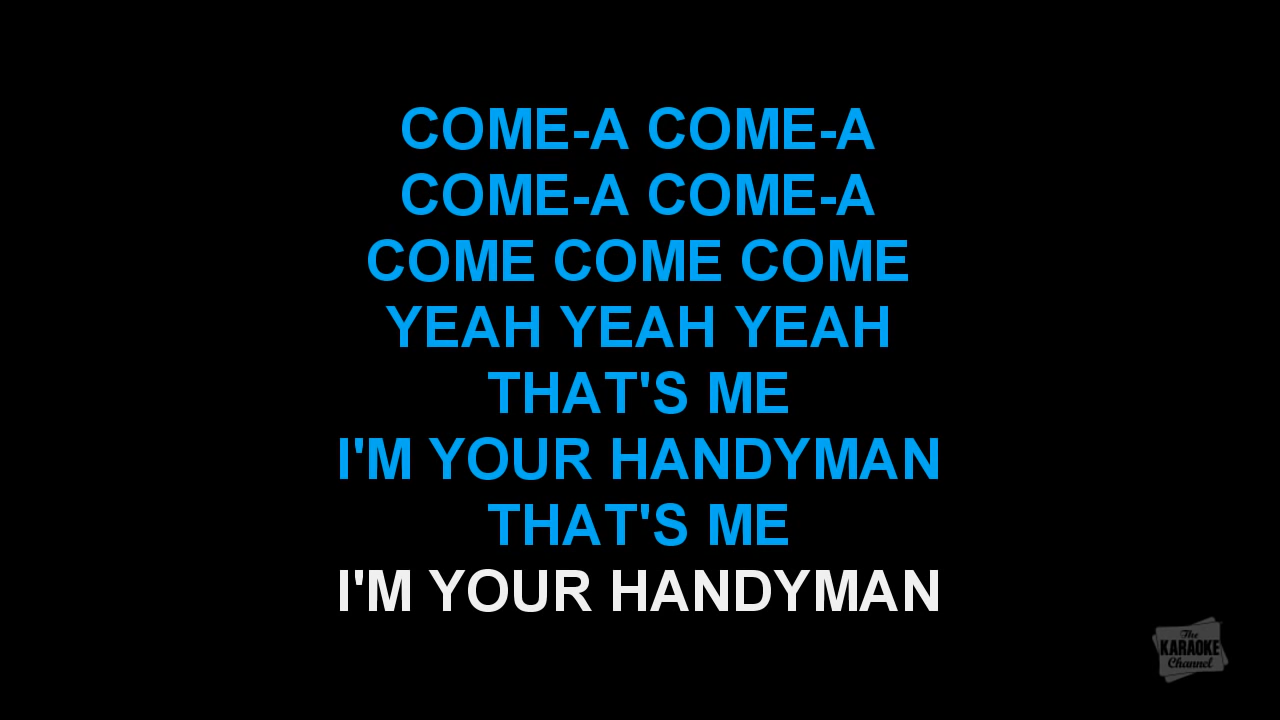 COME-A COME-A
COME-A COME-A
COME COME COME
YEAH YEAH YEAH
THAT'S ME
I'M YOUR HANDYMAN
THAT'S ME
I'M YOUR HANDYMAN
The
KARAOKE
Channel